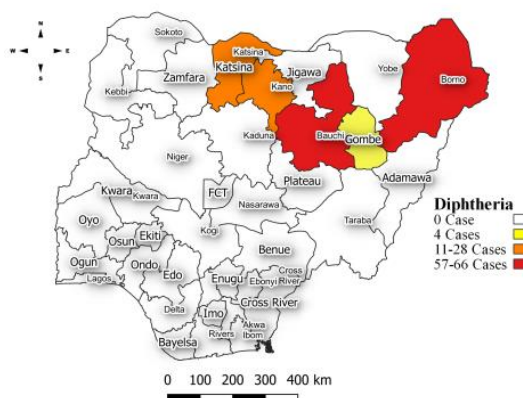 N
W E
S
Sokoto
Katsina
Katsina
Zamfara
Jigawa
Yobe
Borno
Kebbi
Kano
Kaduna
Bauchi
Gombe
Niger
Plateau
Adamawa
FCT
Nasarawa
Kwara
Kwara
Taraba
Oyo
Kogi
Osun
Ekiti
Benue
Ogun
Ondo
Edo
Enugu
Ebonyi
Cross
River
Lagos
Cross River
Delta
Imo
Akwa
Ibom
Rivers
Bayelsa
Diphtheria
0 Case
4 Cases
11-28 Cases
57-66 Cases
0 100 200 300 400 km